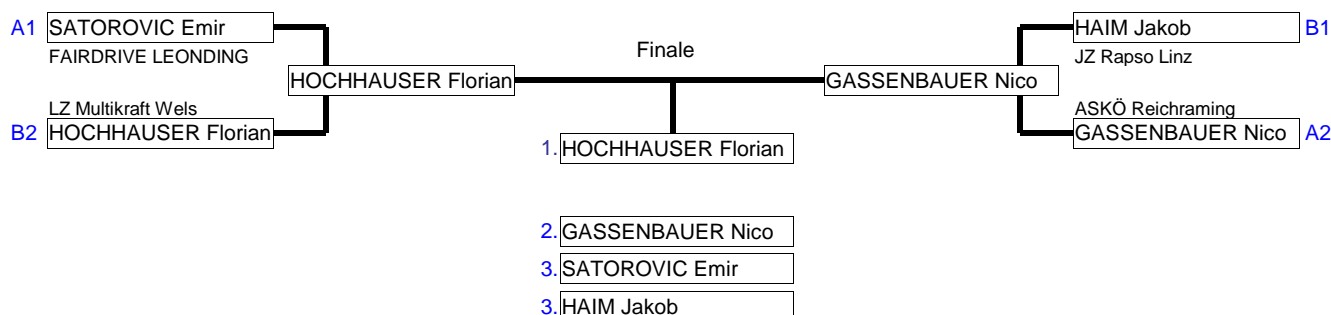 A1 SATOROVIC Emir
FAIRDRIVE LEONDING
HOCHHAUSER Florian
LZ Multikraft Wels
B2 HOCHHAUSER Florian
Finale
HAIM Jakob B1
JZ Rapso Linz
GASSENBAUER Nico
ASKÖ Reichraming
GASSENBAUER Nico A2
1. HOCHHAUSER Florian
2. GASSENBAUER Nico
3. SATOROVIC Emir
3. HAIM Jakob